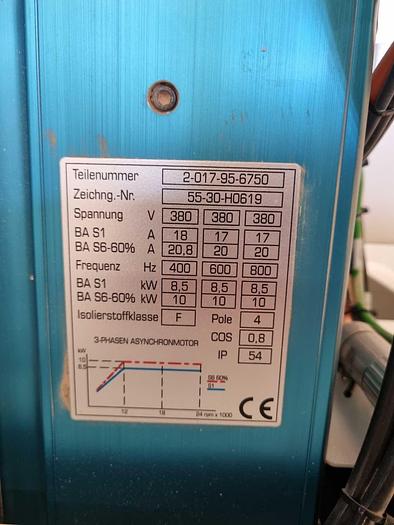 Teilenummer 2-017-95-6750
Zeichng.-Nr. 55-30-H0619
Spannung V 380 380 380
BA S1 A 18 17 17
BA S6-60% A 20,8 20 20
Frequenz Hz 400 600 800
BA S1 kW 8,5 8,5 8,5
BA S6-60% kW 10 10 10
Isolierstoffklasse F Pole 4
COS 0,8
IP 54
3-PHASEN ASYNCHRONMOTOR
kW
10
8.5
S6 60%
S1
12 18 24 rpm x 1000
CE